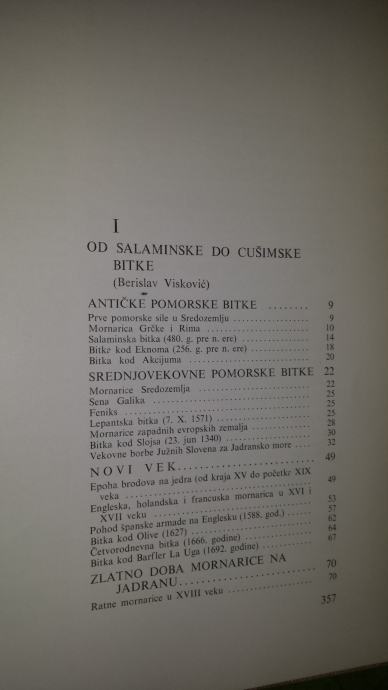 I
OD SALAMINSKE DO CUŠIMSKE
BITKE
(Berislav Visković)
ANTIČKE POMORSKE BITKE ........ 9
Prve pomorske sile u Sredozemlju ........ 9
Mornarica Grčke i Rima ........ 10
Salaminska bitka (480. g. pre n. ere) ........ 14
Bitke kod Eknoma (256. g. pre n. ere) ........ 18
Bitka kod Akcijuma ........ 20
SREDNJOVEKOVNE POMORSKE BITKE 22
Mornarice Sredozemlja ........ 22
Sena Galika ........ 25
Feniks ........ 25
Lepantska bitka (7. X. 1571) ........ 25
Mornarice zapadnih evropskih zemalja ........ 28
Bitka kod Slojsa (23. jun 1340) ........ 30
Vekovne borbe Južnih Slovena za Jadransko more ........ 32
NOVI VEK ........ 49
Epoha brodova na jedra (od kraja XV do početka XIX
veka ........ 49
Engleska, holandska i francuska mornarica u XVI i
XVII veku ........ 53
Pohod španske armade na Englesku (1588. god.) ........ 57
Bitka kod Olive (1627) ........ 62
Četvorodnevna bitka (1666. godine) ........ 64
Bitka kod Barfler La Uga (1692. godine) ........ 67
ZLATNO DOBA MORNARICE NA
JADRANU ........ 70
Ratne mornarice u XVIII veku ........ 70
357